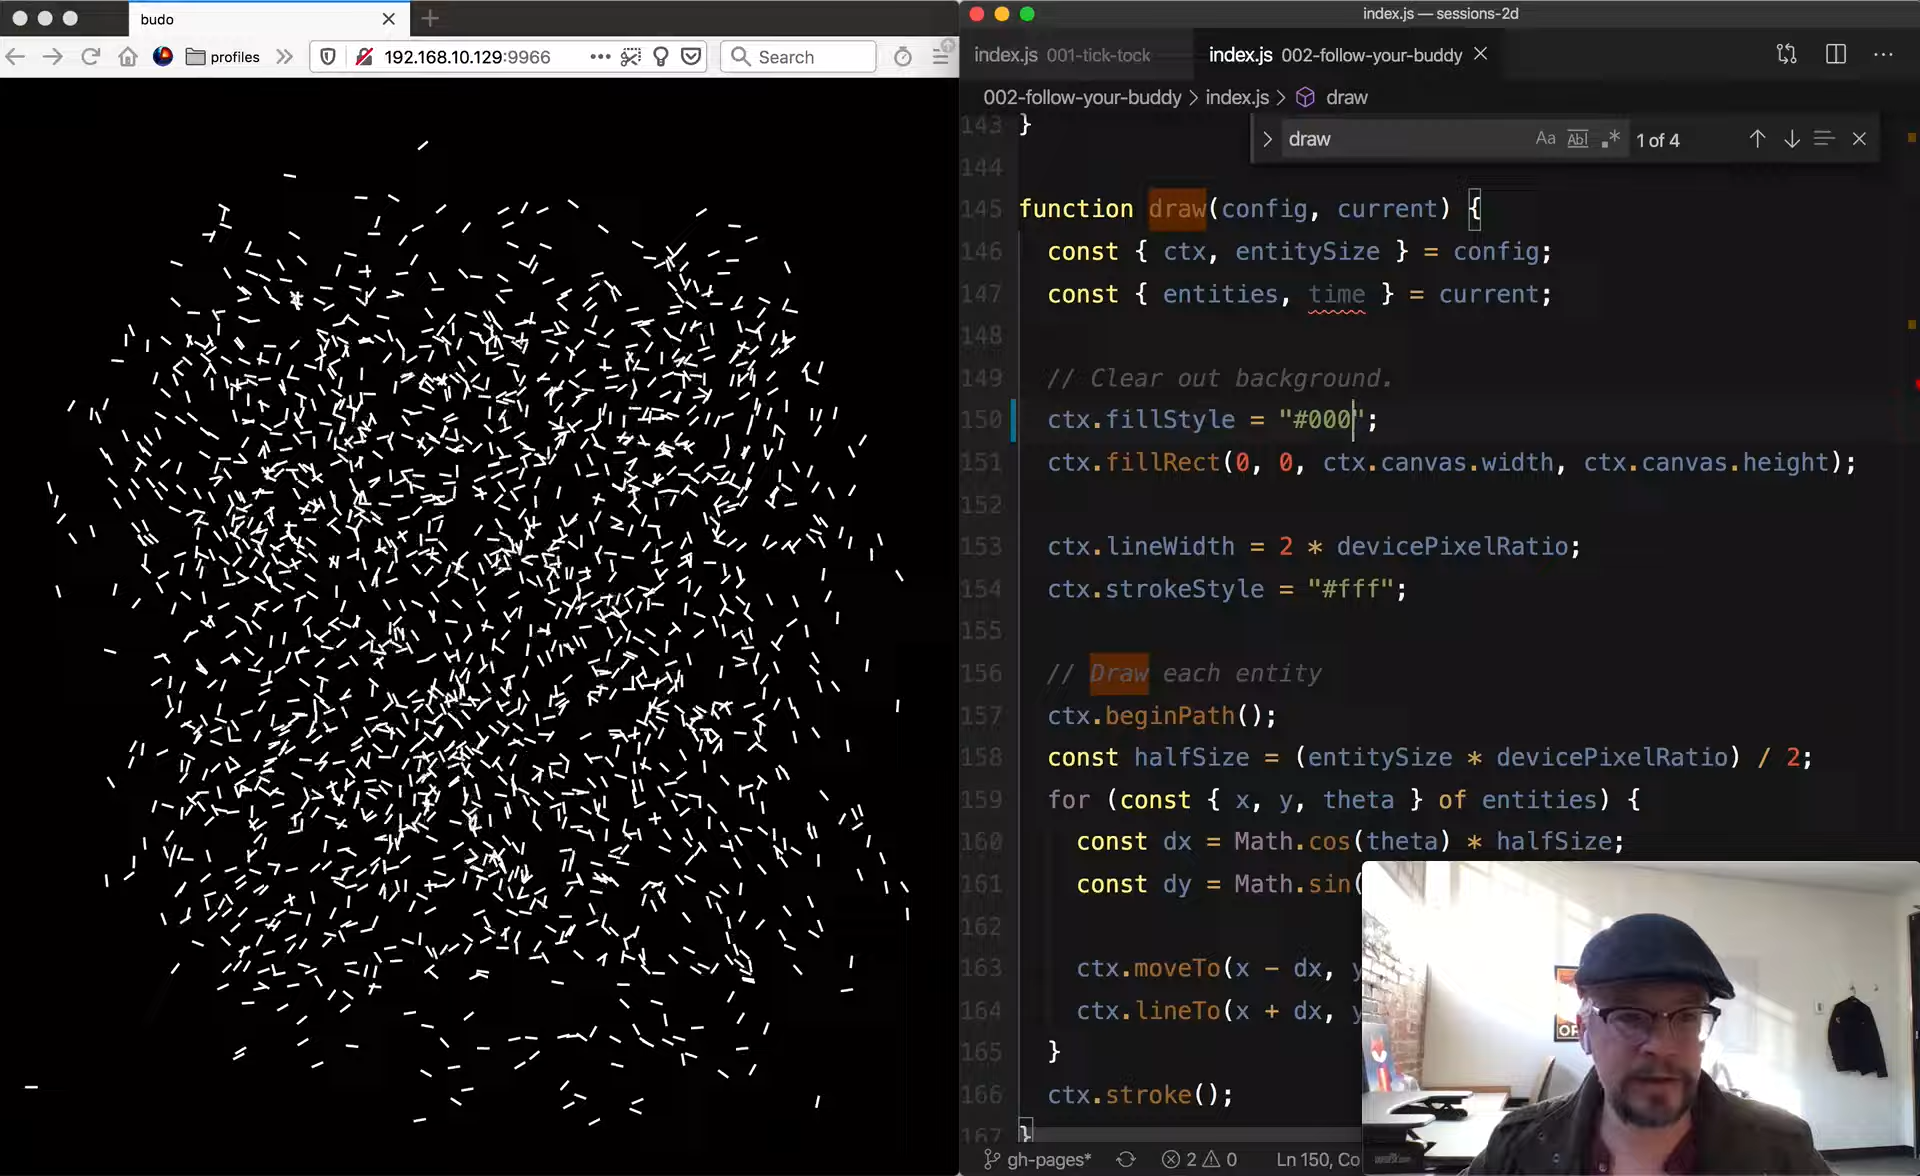 budo
profiles
192.168.10.129:9966
Search
index.js — sessions-2d
index.js 001-tick-tock
index.js 002-follow-your-buddy
002-follow-your-buddy > index.js > draw
draw
Aa Abl .* 1 of 4
143 }
144
145 function draw(config, current) {
146 const { ctx, entitySize } = config;
147 const { entities, time } = current;
148
149 // Clear out background.
150 ctx.fillStyle = "#000";
151 ctx.fillRect(0, 0, ctx.canvas.width, ctx.canvas.height);
152
153 ctx.lineWidth = 2 * devicePixelRatio;
154 ctx.strokeStyle = "#fff";
155
156 // Draw each entity
157 ctx.beginPath();
158 const halfSize = (entitySize * devicePixelRatio) / 2;
159 for (const { x, y, theta } of entities) {
160 const dx = Math.cos(theta) * halfSize;
161 const dy = Math.sin(
162
163 ctx.moveTo(x - dx, y
164 ctx.lineTo(x + dx, y
165 }
166 ctx.stroke();
167 }
gh-pages* 2 0 Ln 150, Co
OR